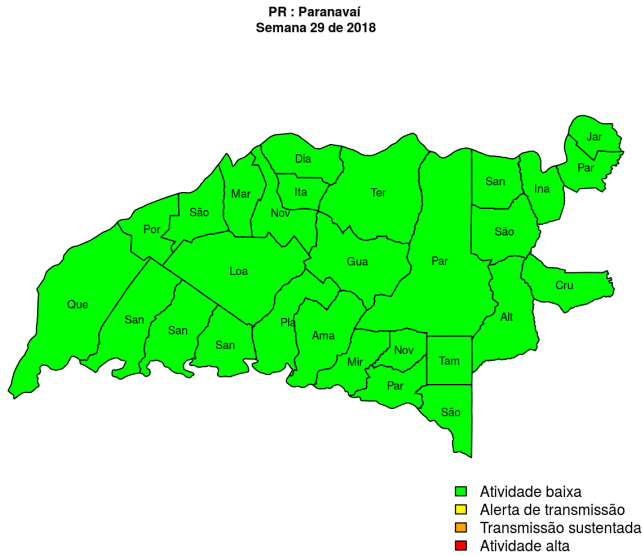 PR : Paranavaí
Semana 29 de 2018
Jar
Par
Dia
San
Ina
Ita
Ter
Mar
São
Nov
Por
São
Par
Gua
Loa
Cru
Que
Alt
San
San
Pla
Ama
San
Nov
Mir
Tam
Par
São
Atividade baixa
Alerta de transmissão
Transmissão sustentada
Atividade alta